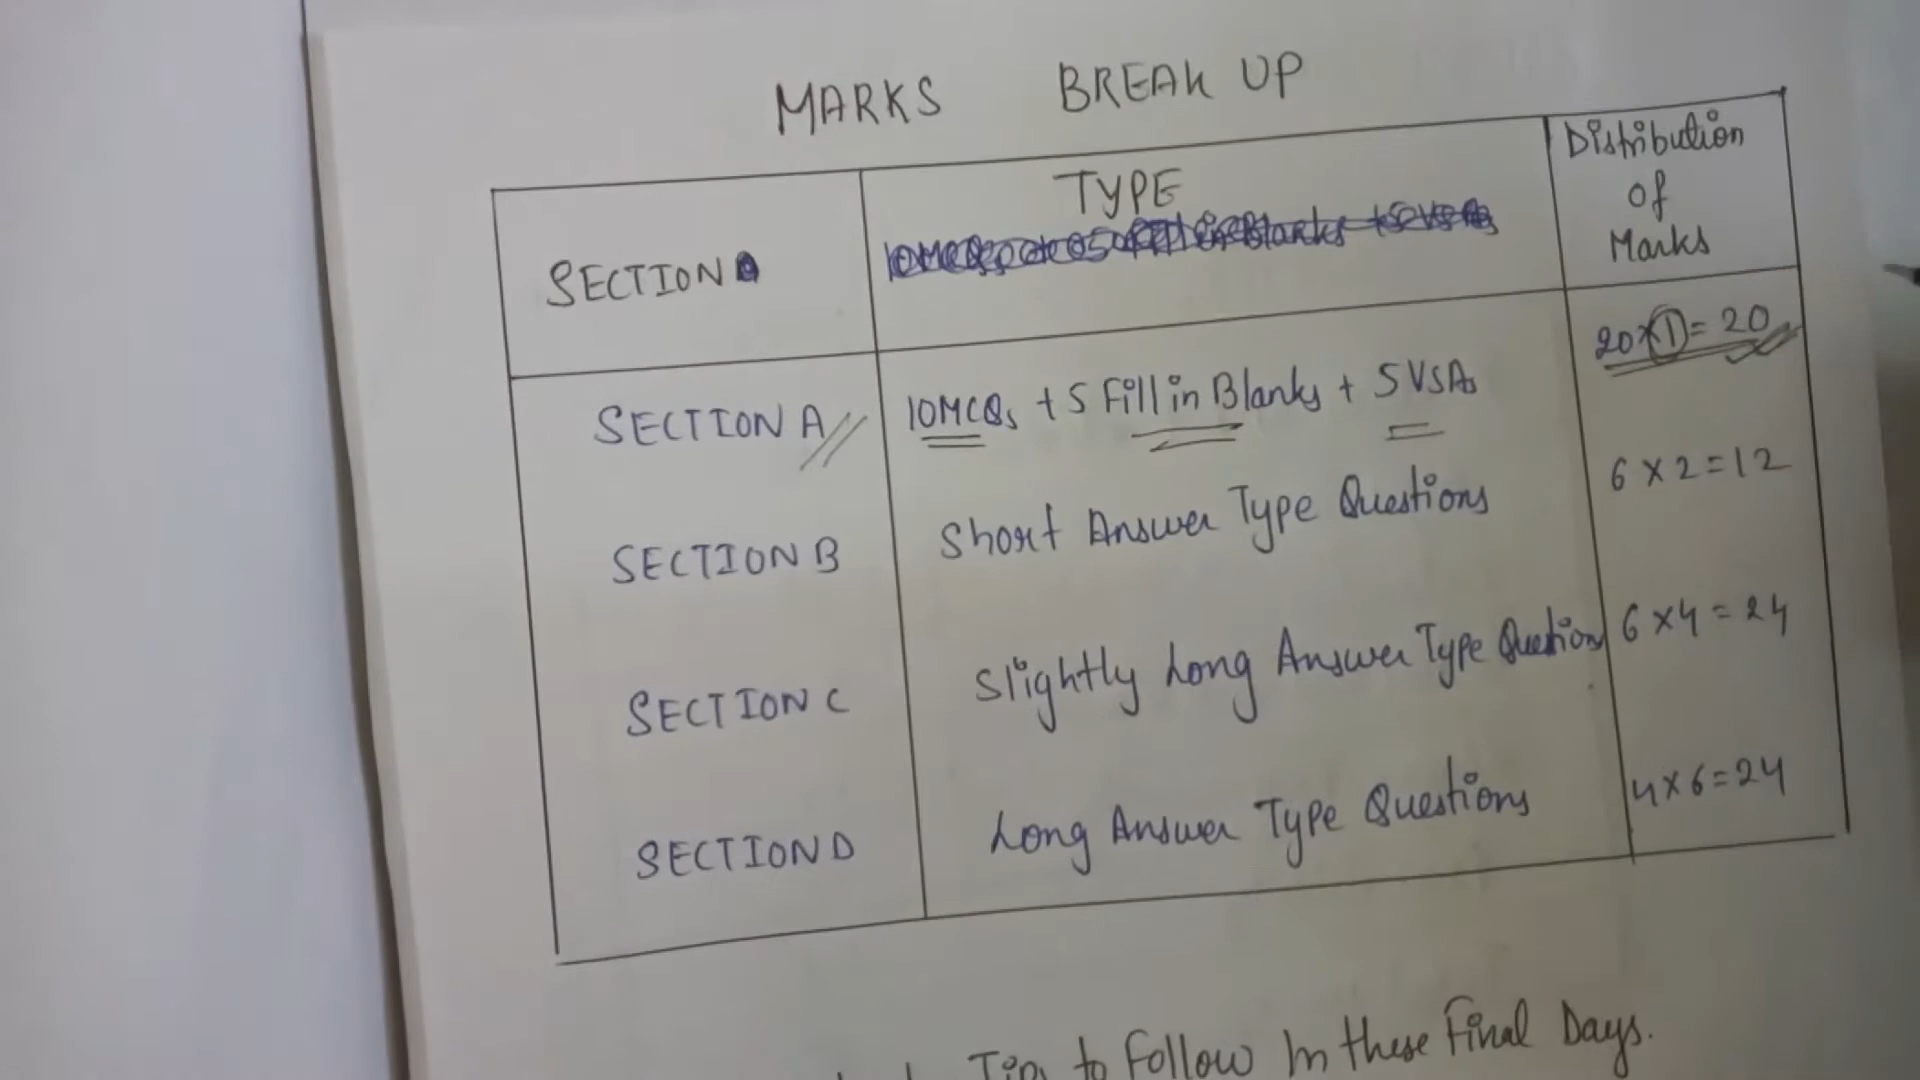 MARKS BREAK UP
SECTION
TYPE
Distribution
of
Marks
SECTION A
10MCQs + 5 Fill in Blanks + 5 VSAs
20×1=20
SECTION B
Short Answer Type Questions
6×2=12
SECTION C
Slightly Long Answer Type Question
6×4=24
SECTION D
Long Answer Type Questions
4×6=24
to Follow In these Final Days.